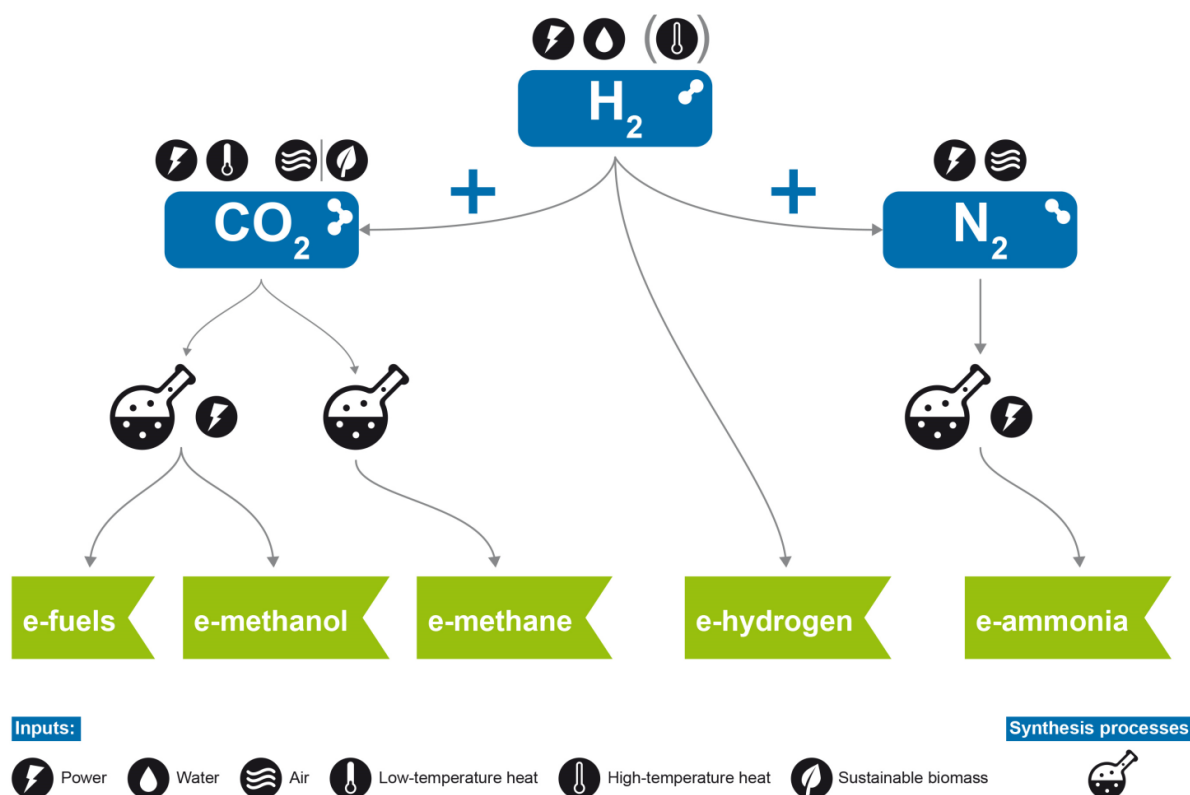 H2
CO2
N2
+
+
e-fuels
e-methanol
e-methane
e-hydrogen
e-ammonia
Inputs:
Synthesis processes
Power
Water
Air
Low-temperature heat
High-temperature heat
Sustainable biomass